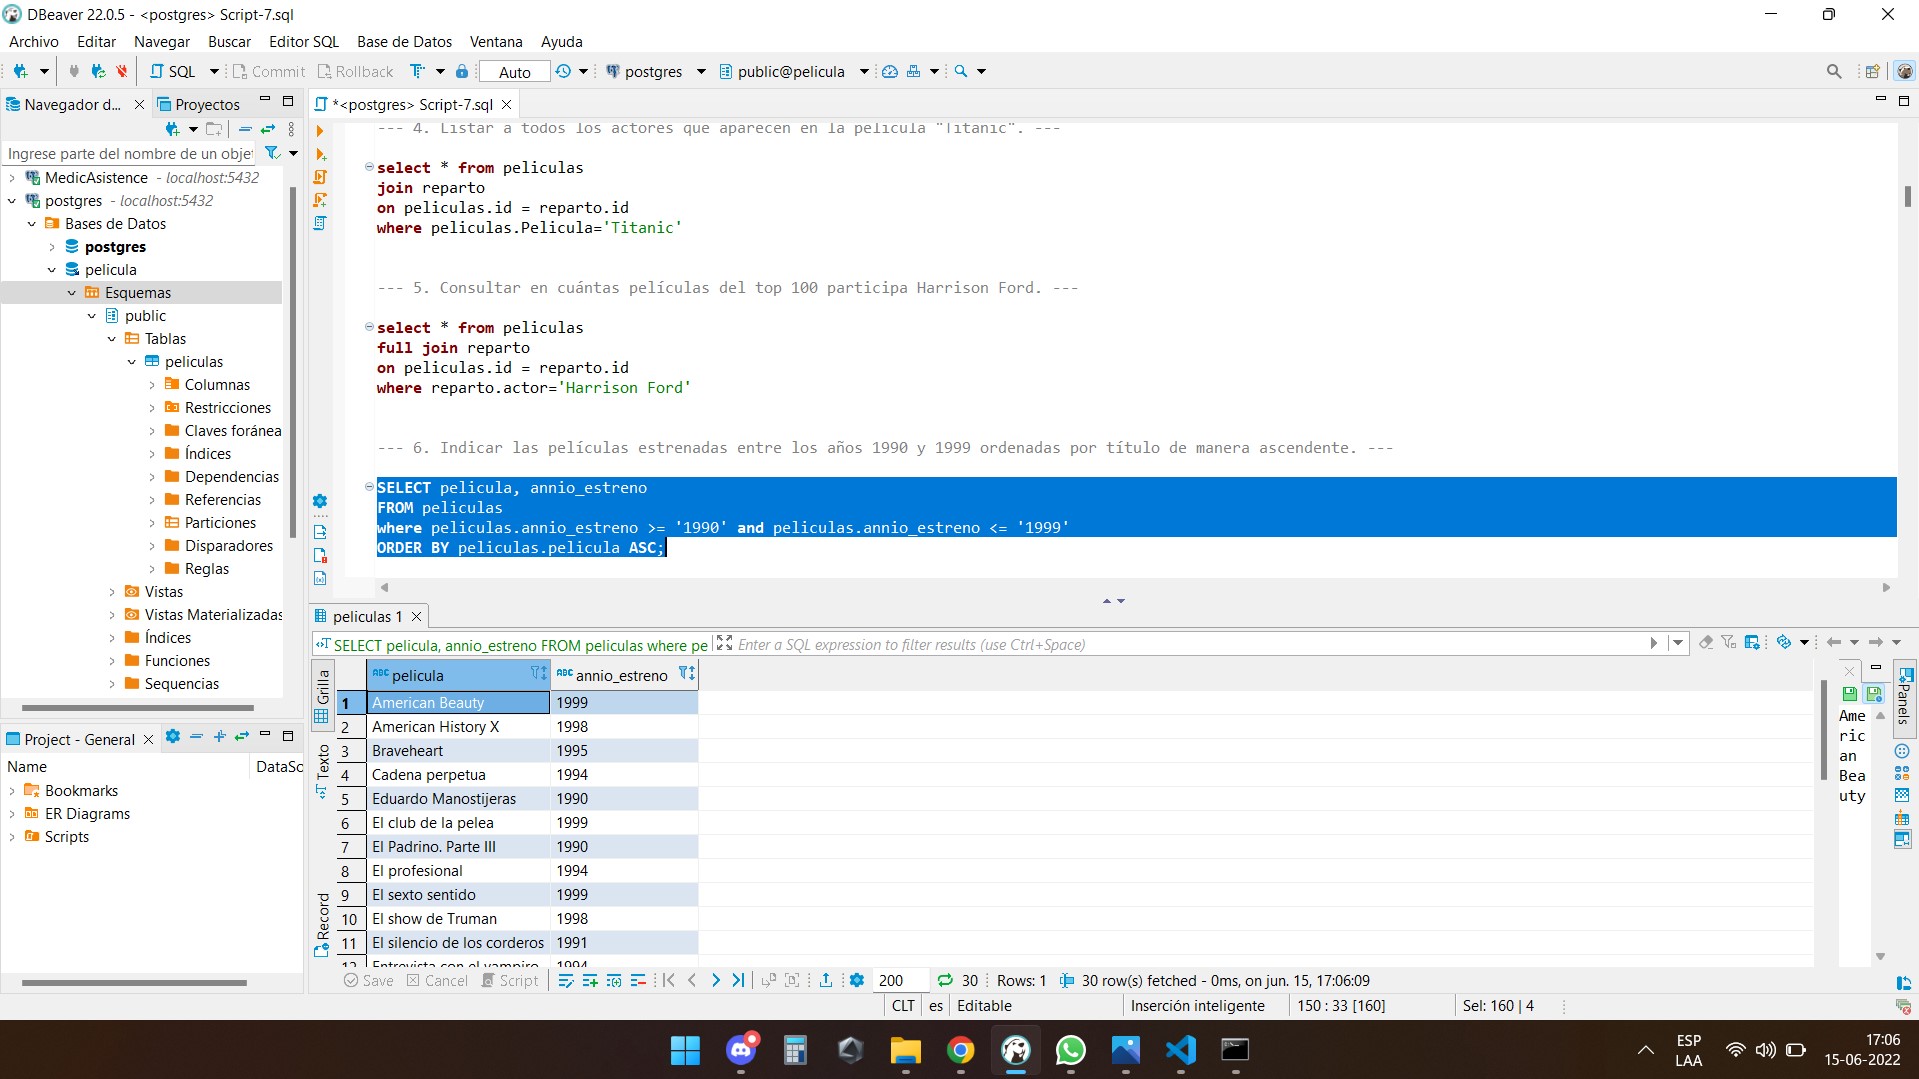 DBeaver 22.0.5 - <postgres> Script-7.sql
Archivo Editar Navegar Buscar Editor SQL Base de Datos Ventana Ayuda
SQL Commit Rollback Auto postgres public@pelicula
Navegador d... Proyectos
*<postgres> Script-7.sql
Ingrese parte del nombre de un obje
MedicAsistence - localhost:5432
postgres - localhost:5432
Bases de Datos
postgres
pelicula
Esquemas
public
Tablas
peliculas
Columnas
Restricciones
Claves foránea
Índices
Dependencias
Referencias
Particiones
Disparadores
Reglas
Vistas
Vistas Materializadas
Índices
Funciones
Sequencias
Project - General
Name DataSo
Bookmarks
ER Diagrams
Scripts
--- 4. Listar a todos los actores que aparecen en la película "Titanic". ---
select * from peliculas
join reparto
on peliculas.id = reparto.id
where peliculas.Pelicula='Titanic'
--- 5. Consultar en cuántas películas del top 100 participa Harrison Ford. ---
select * from peliculas
full join reparto
on peliculas.id = reparto.id
where reparto.actor='Harrison Ford'
--- 6. Indicar las películas estrenadas entre los años 1990 y 1999 ordenadas por título de manera ascendente. ---
SELECT pelicula, annio_estreno
FROM peliculas
where peliculas.annio_estreno >= '1990' and peliculas.annio_estreno <= '1999'
ORDER BY peliculas.pelicula ASC;
peliculas 1
SELECT pelicula, annio_estreno FROM peliculas where pe
Enter a SQL expression to filter results (use Ctrl+Space)
Grilla
Texto
Record
ABC pelicula ABC annio_estreno
1 American Beauty 1999
2 American History X 1998
3 Braveheart 1995
4 Cadena perpetua 1994
5 Eduardo Manostijeras 1990
6 El club de la pelea 1999
7 El Padrino. Parte III 1990
8 El profesional 1994
9 El sexto sentido 1999
10 El show de Truman 1998
11 El silencio de los corderos 1991
12 Entrevista con el vampiro 1994
Ame
ric
an
Bea
uty
Panels
Save Cancel Script 200 30 Rows: 1 30 row(s) fetched - 0ms, on jun. 15, 17:06:09
CLT es Editable Inserción inteligente 150 : 33 [160] Sel: 160 | 4
ESP
LAA
17:06
15-06-2022